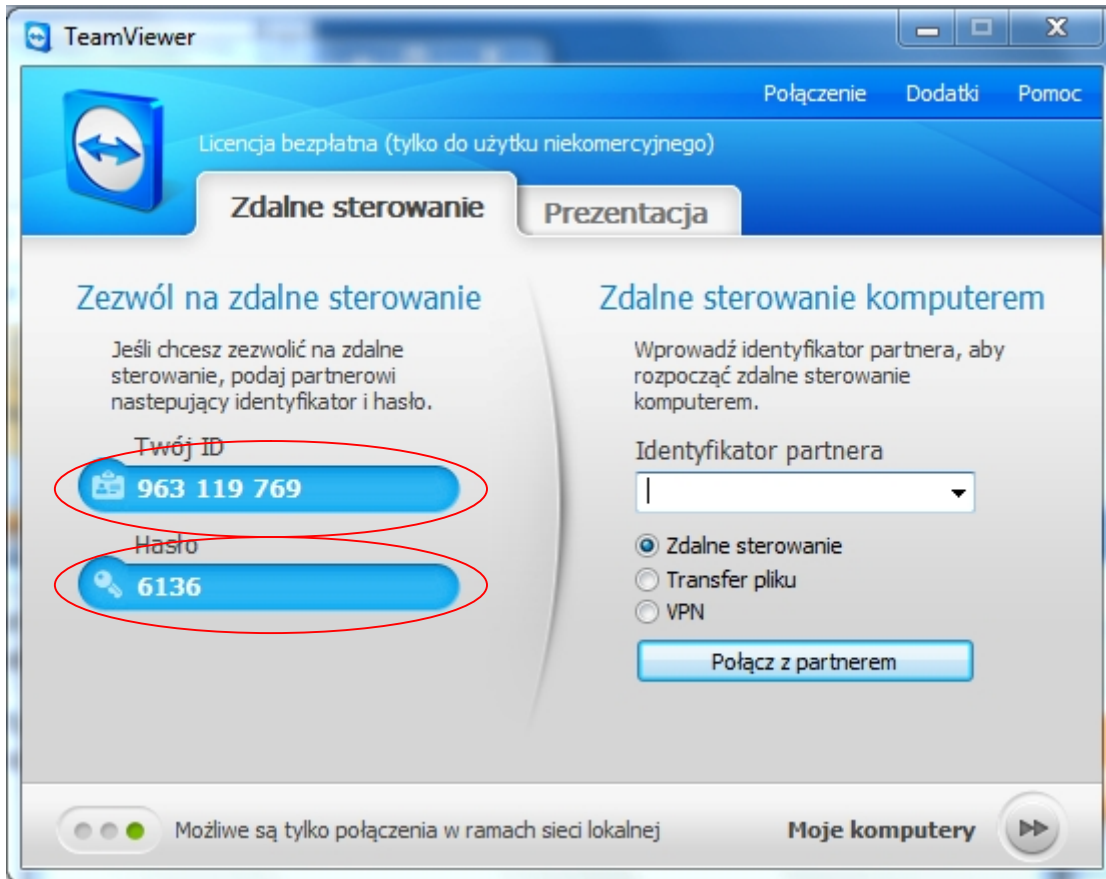 TeamViewer
Połączenie Dodatki Pomoc
Licencja bezpłatna (tylko do użytku niekomercyjnego)
Zdalne sterowanie Prezentacja
Zezwól na zdalne sterowanie
Jeśli chcesz zezwolić na zdalne
sterowanie, podaj partnerowi
nastepujący identyfikator i hasło.
Twój ID
963 119 769
Hasło
6136
Zdalne sterowanie komputerem
Wprowadź identyfikator partnera, aby
rozpocząć zdalne sterowanie
komputerem.
Identyfikator partnera
Zdalne sterowanie
Transfer pliku
VPN
Połącz z partnerem
Możliwe są tylko połączenia w ramach sieci lokalnej
Moje komputery